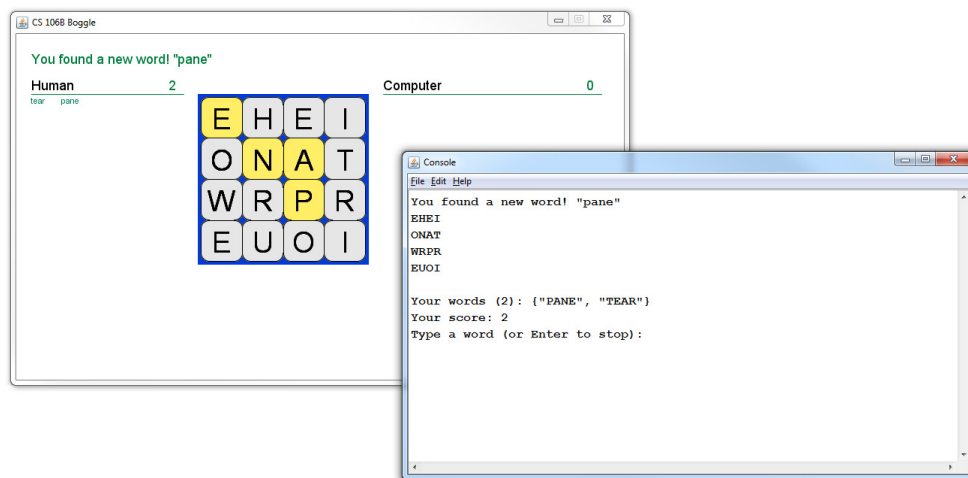 CS 106B Boggle
You found a new word! "pane"
Human 2
tear pane
Computer 0
E H E I
O N A T
W R P R
E U O I
Console
File Edit Help
You found a new word! "pane"
EHEI
ONAT
WRPR
EUOI
Your words (2): {"PANE", "TEAR"}
Your score: 2
Type a word (or Enter to stop):